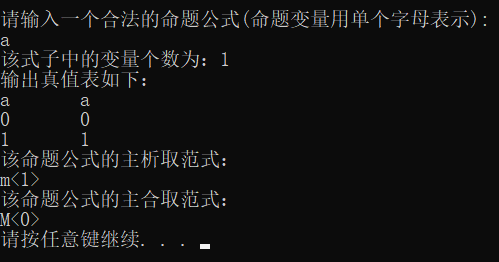 请输入一个合法的命题公式(命题变量用单个字母表示):
a
该式子中的变量个数为：1
输出真值表如下：
a a
0 0
1 1
该命题公式的主析取范式：
m<1>
该命题公式的主合取范式：
M<0>
请按任意键继续. . .